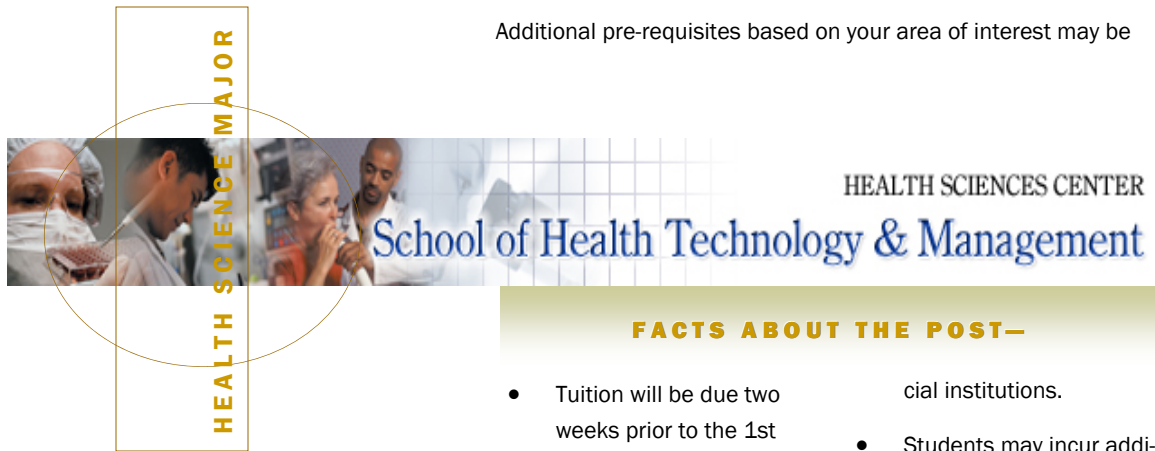 Additional pre-requisites based on your area of interest may be
HEALTH SCIENCE MAJOR
HEALTH SCIENCES CENTER
School of Health Technology & Management
FACTS ABOUT THE POST—
• Tuition will be due two
weeks prior to the 1st
cial institutions.
• Students may incur addi-